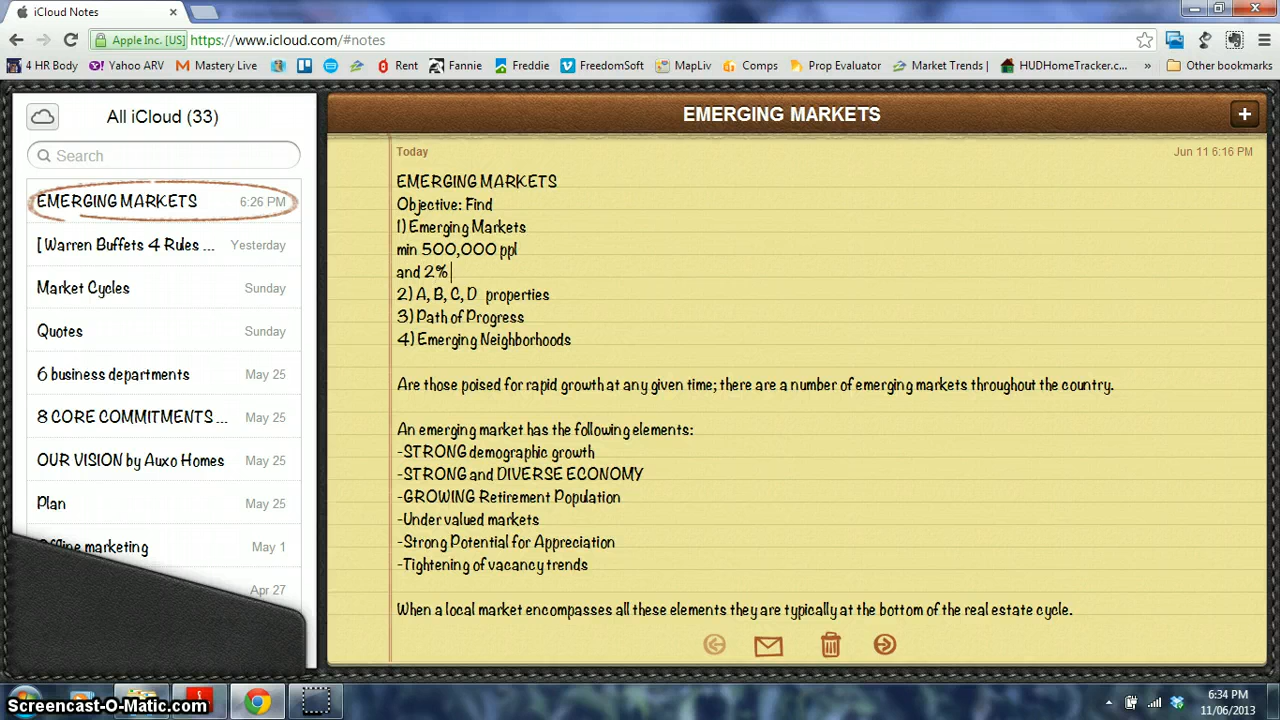 iCloud Notes
Apple Inc. [US] https://www.icloud.com/#notes
4 HR Body Yahoo ARV Mastery Live Rent Fannie Freddie FreedomSoft MapLiv Comps Prop Evaluator Market Trends | HUDHomeTracker.c... » Other bookmarks
All iCloud (33)
Search
EMERGING MARKETS 6:26 PM
[ Warren Buffets 4 Rules ... Yesterday
Market Cycles Sunday
Quotes Sunday
6 business departments May 25
8 CORE COMMITMENTS ... May 25
OUR VISION by Auxo Homes May 25
Plan May 25
Offline marketing May 1
Apr 27
EMERGING MARKETS
Today Jun 11 6:16 PM
EMERGING MARKETS
Objective: Find
1) Emerging Markets
min 500,000 ppl
and 2%
2) A, B, C, D properties
3) Path of Progress
4) Emerging Neighborhoods
Are those poised for rapid growth at any given time; there are a number of emerging markets throughout the country.
An emerging market has the following elements:
-STRONG demographic growth
-STRONG and DIVERSE ECONOMY
-GROWING Retirement Population
-Under valued markets
-Strong Potential for Appreciation
-Tightening of vacancy trends
When a local market encompasses all these elements they are typically at the bottom of the real estate cycle.
Screencast-O-Matic.com
6:34 PM
11/06/2013